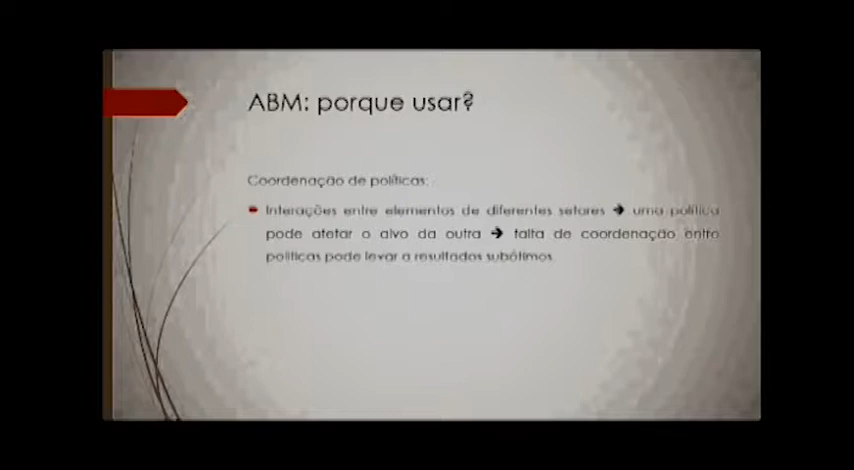 ABM: porque usar?
Coordenação de políticas:
Interações entre elementos de diferentes setores ➔ uma política
pode afetar o alvo da outra ➔ falta de coordenação entre
políticas pode levar a resultados subótimos.